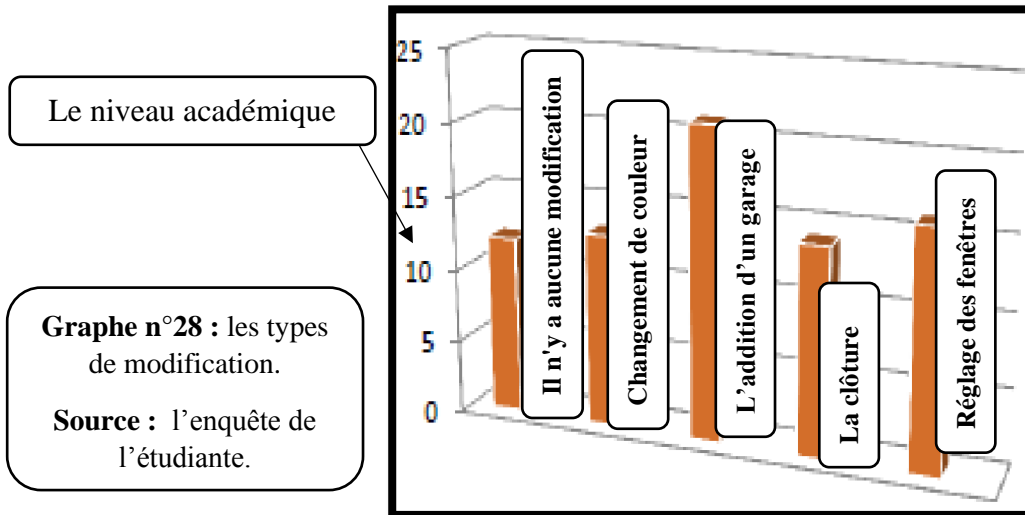 Le niveau académique
Graphe n°28 : les types
de modification.
Source : l'enquête de
l'étudiante.
25
20
15
10
5
0
Il n'y a aucune modification
Changement de couleur
L'addition d'un garage
La clôture
Réglage des fenêtres